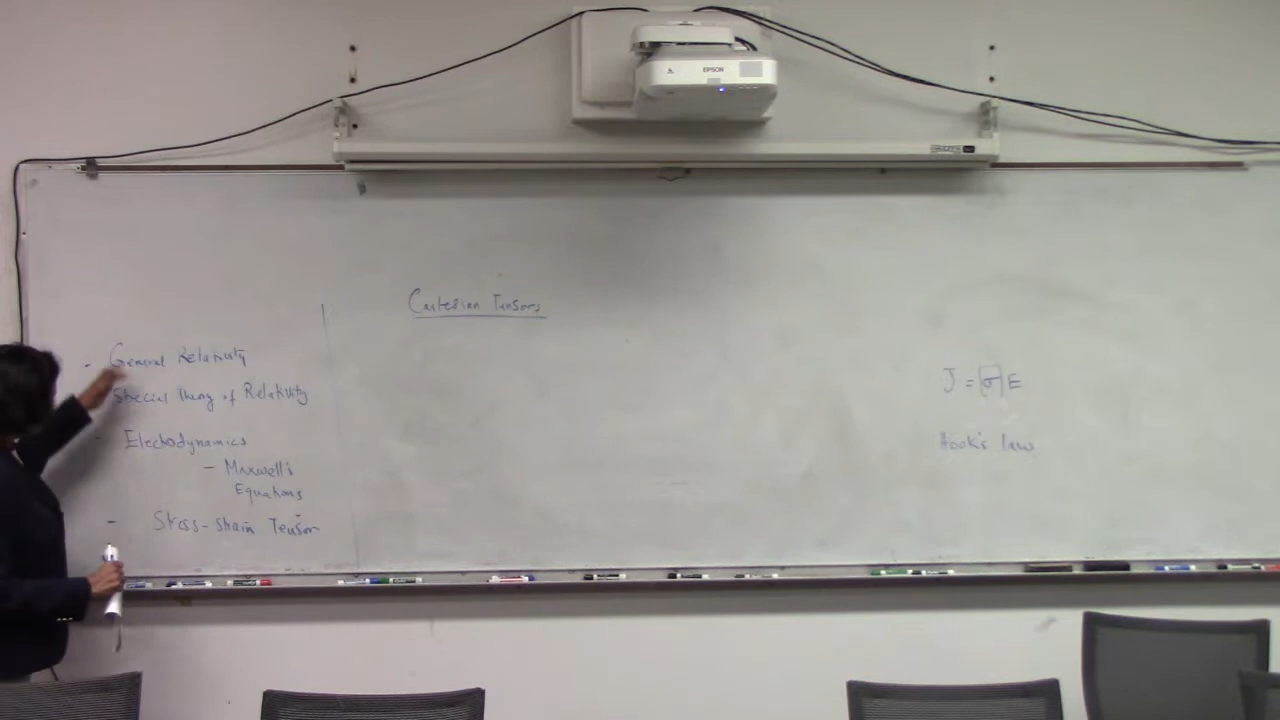 EPSON
Cartesian Tensors
- General Relativity
Special Theory of Relativity
- Electrodynamics
- Maxwell's
Equations
- Stress-strain Tensor
J = σ E
Hook's law